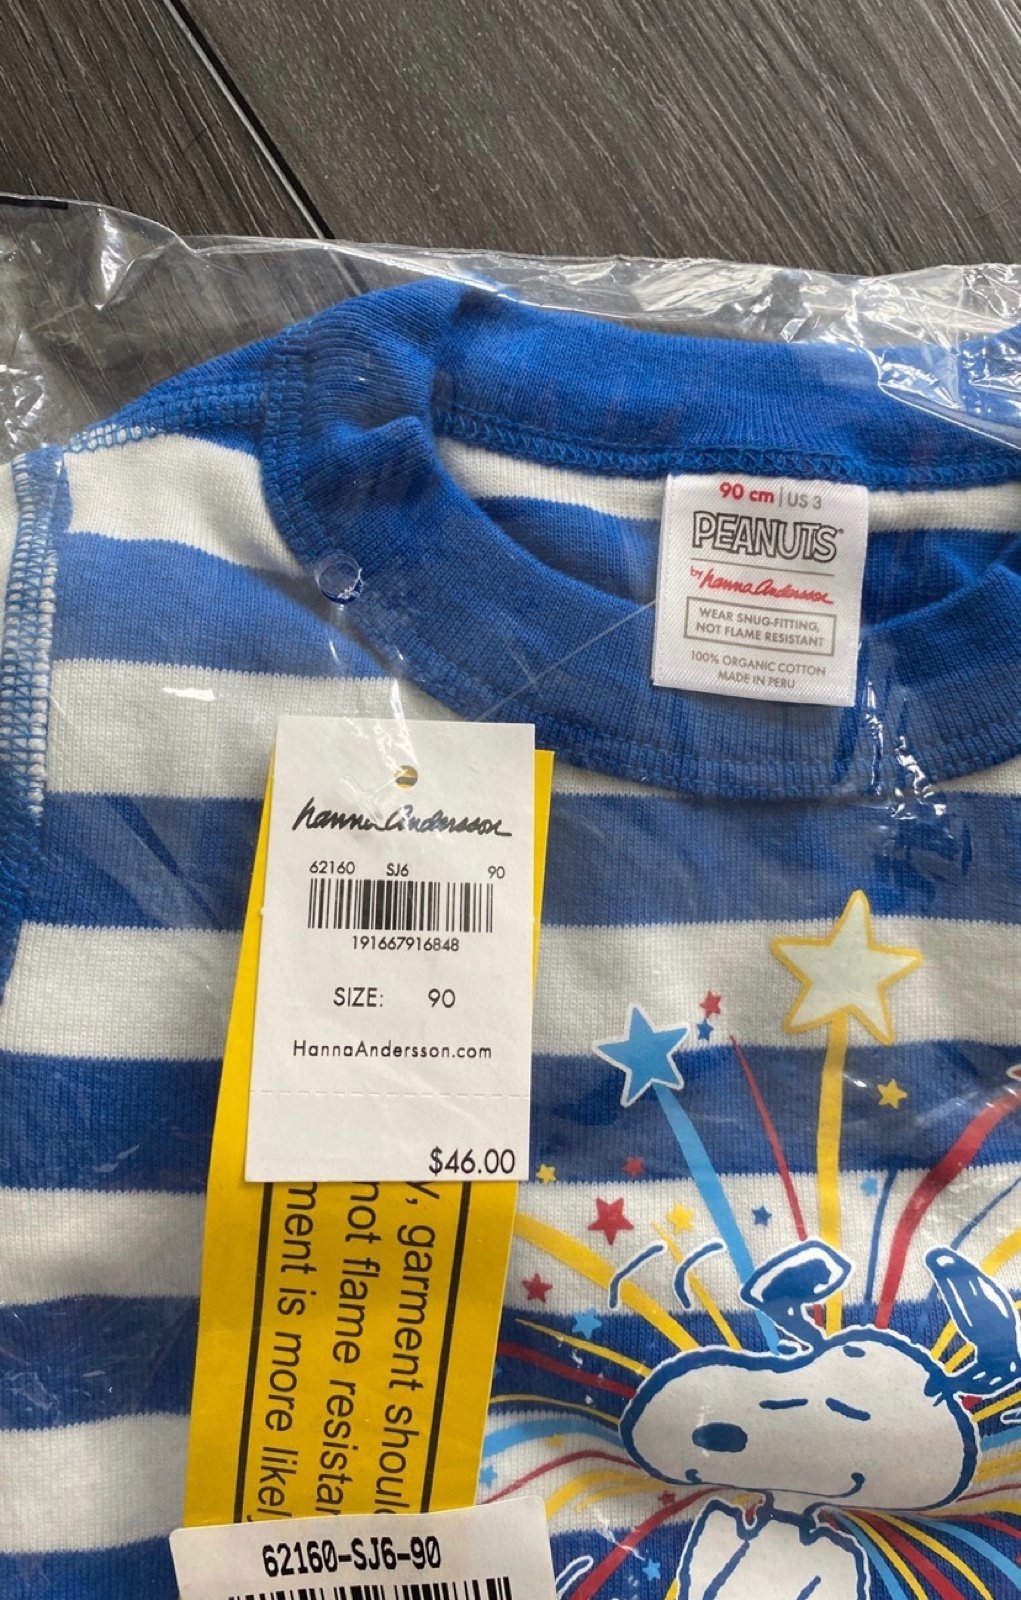 90 cm | US 3
PEANUTS
by hanna Andersson
WEAR SNUG-FITTING,
NOT FLAME RESISTANT
100% ORGANIC COTTON
MADE IN PERU
hanna Andersson
62160 SJ6 90
191667916848
SIZE: 90
HannaAndersson.com
$46.00
y, garment shoul
not flame resistan
ment is more likel
62160-SJ6-90